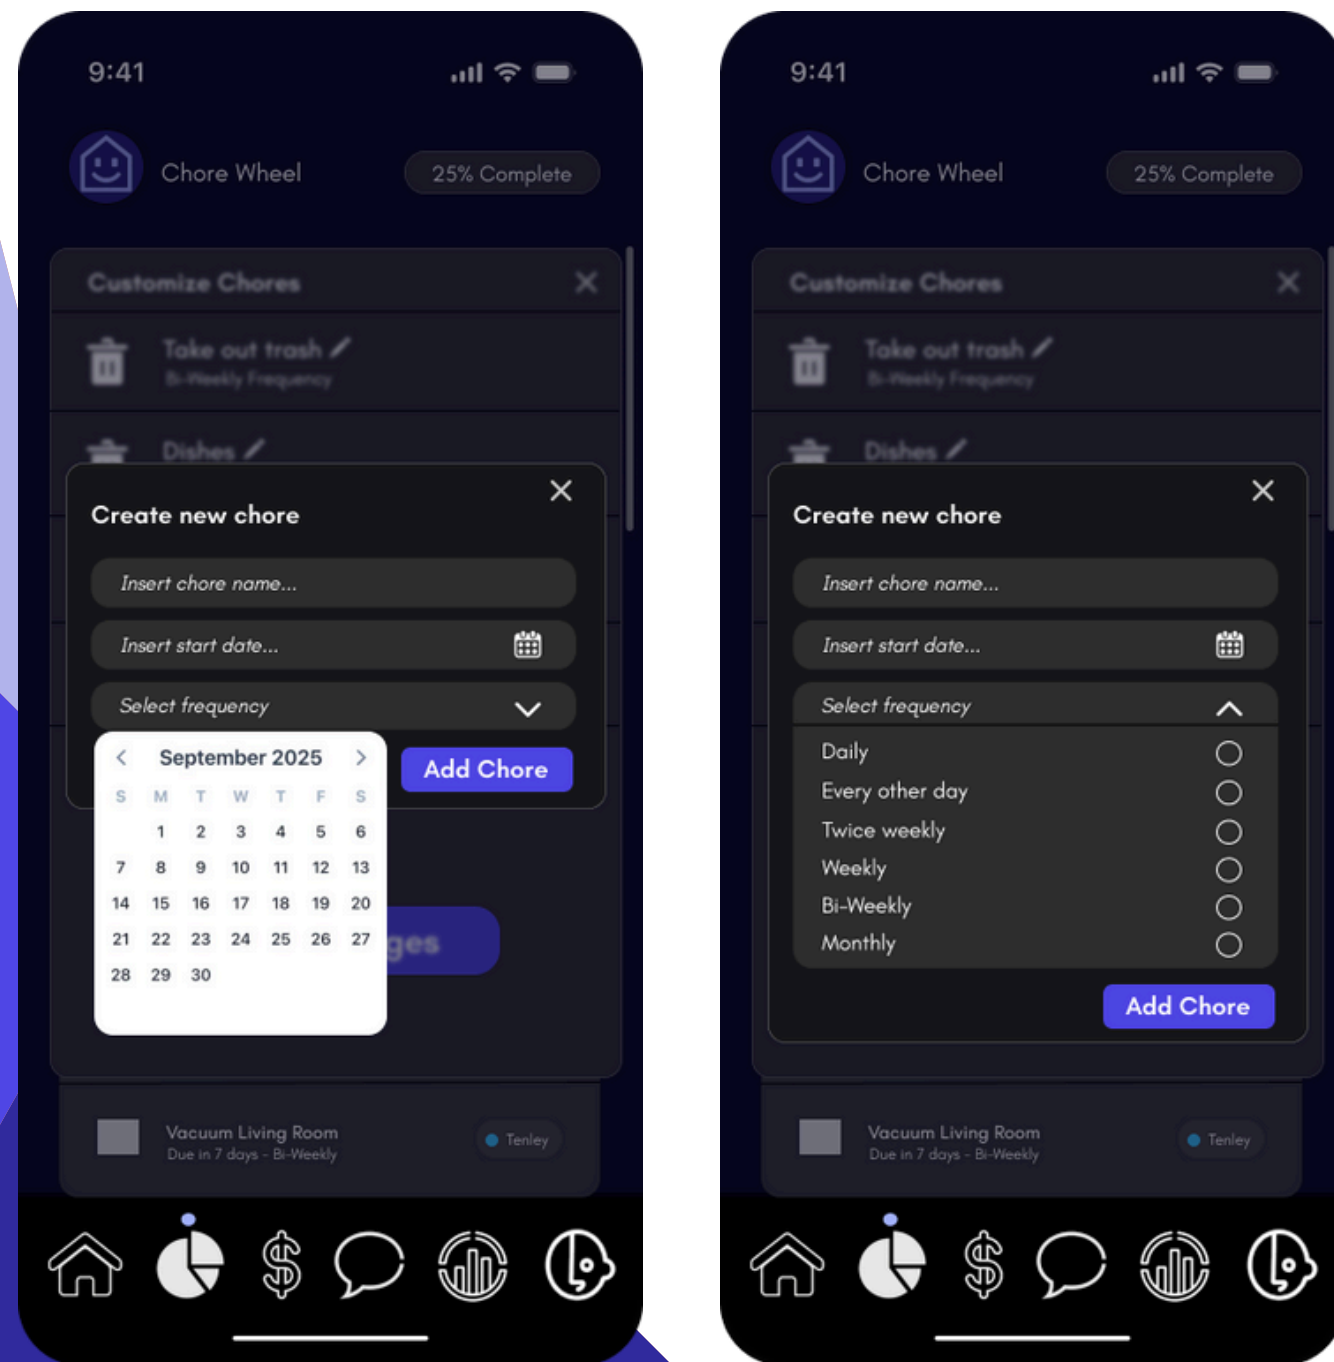 9:41
Chore Wheel
25% Complete
Customize Chores
Take out trash
Bi-Weekly Frequency
Dishes
Create new chore
Insert chore name...
Insert start date...
Select frequency
September 2025
S M T W T F S
1 2 3 4 5 6
7 8 9 10 11 12 13
14 15 16 17 18 19 20
21 22 23 24 25 26 27
28 29 30
Add Chore
ges
Vacuum Living Room
Due in 7 days - Bi-Weekly
Tenley
9:41
Chore Wheel
25% Complete
Customize Chores
Take out trash
Bi-Weekly Frequency
Dishes
Create new chore
Insert chore name...
Insert start date...
Select frequency
Daily
Every other day
Twice weekly
Weekly
Bi-Weekly
Monthly
Add Chore
Vacuum Living Room
Due in 7 days - Bi-Weekly
Tenley